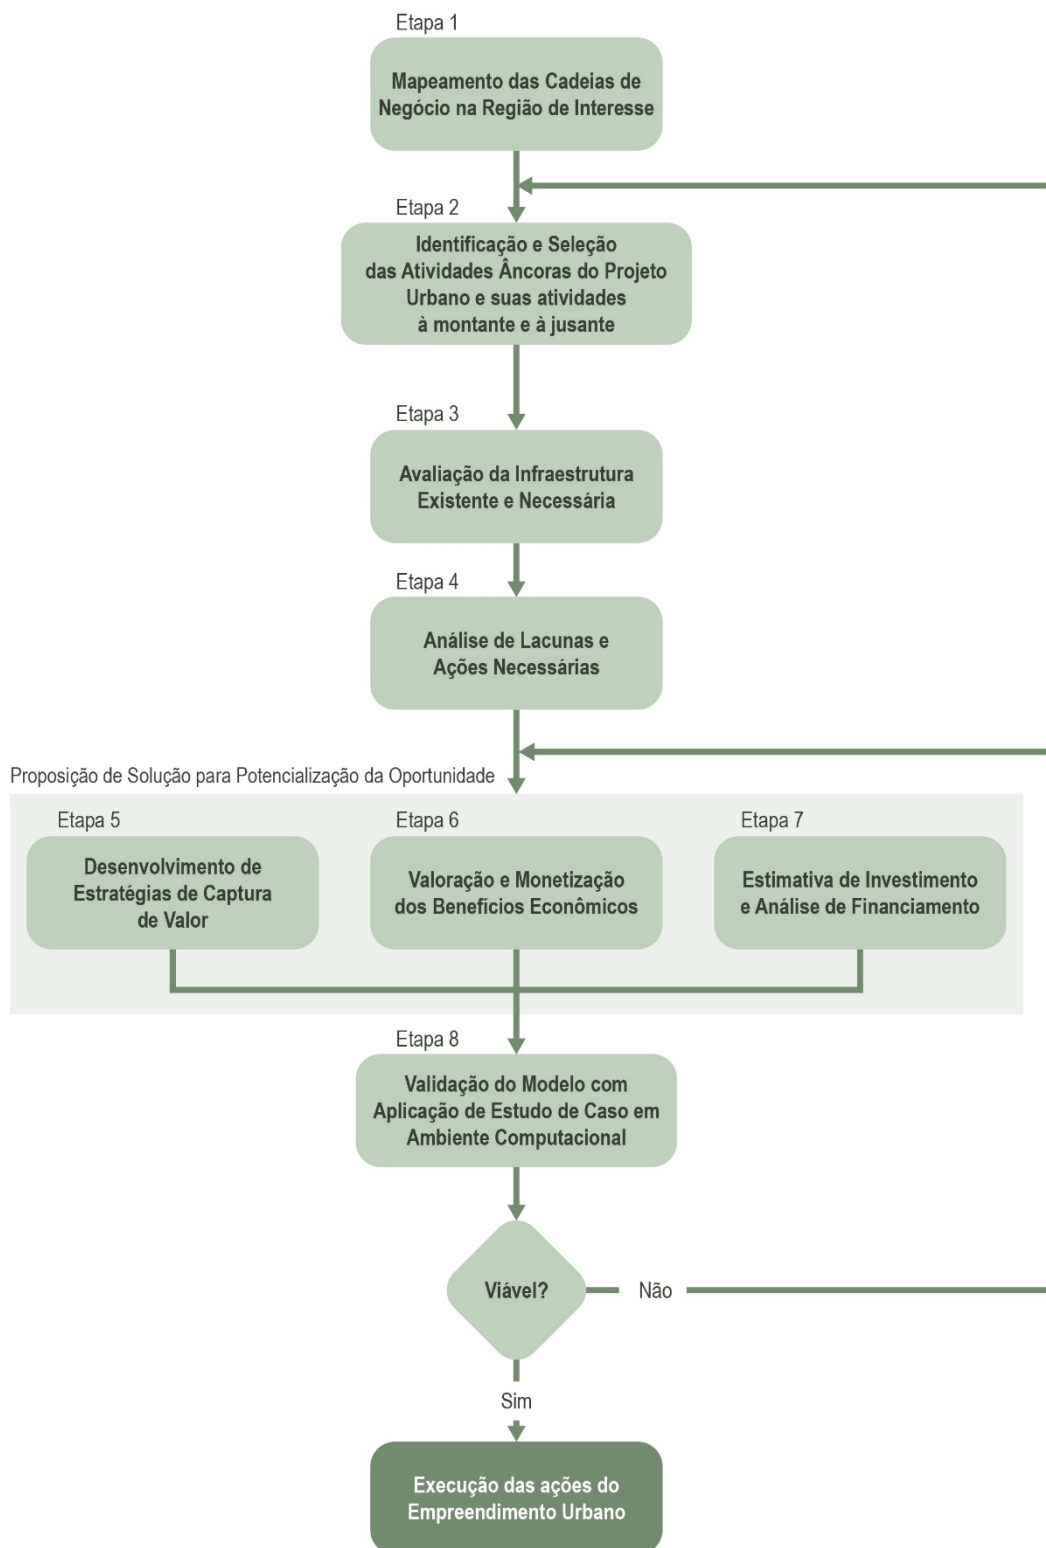 Etapa 1
Mapeamento das Cadeias de
Negócio na Região de Interesse
Etapa 2
Identificação e Seleção
das Atividades Âncoras do Projeto
Urbano e suas atividades
à montante e à jusante
Etapa 3
Avaliação da Infraestrutura
Existente e Necessária
Etapa 4
Análise de Lacunas e
Ações Necessárias
Proposição de Solução para Potencialização da Oportunidade
Etapa 5
Desenvolvimento de
Estratégias de Captura
de Valor
Etapa 6
Valoração e Monetização
dos Benefícios Econômicos
Etapa 7
Estimativa de Investimento
e Análise de Financiamento
Etapa 8
Validação do Modelo com
Aplicação de Estudo de Caso em
Ambiente Computacional
Viável?
Não
Sim
Execução das ações do
Empreendimento Urbano